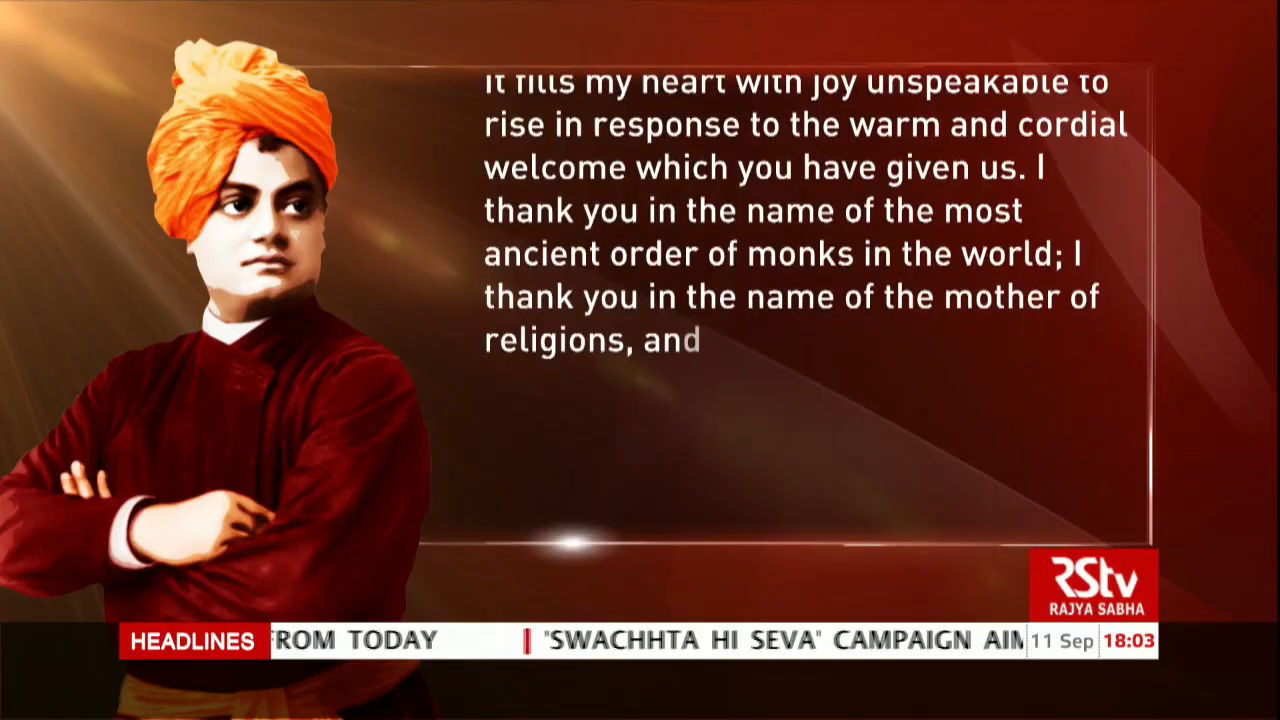 It fills my heart with joy unspeakable to
rise in response to the warm and cordial
welcome which you have given us. I
thank you in the name of the most
ancient order of monks in the world; I
thank you in the name of the mother of
religions, and
RStv
RAJYA SABHA
HEADLINES
FROM TODAY
"SWACHHTA HI SEVA" CAMPAIGN AIM
11 Sep
18:03